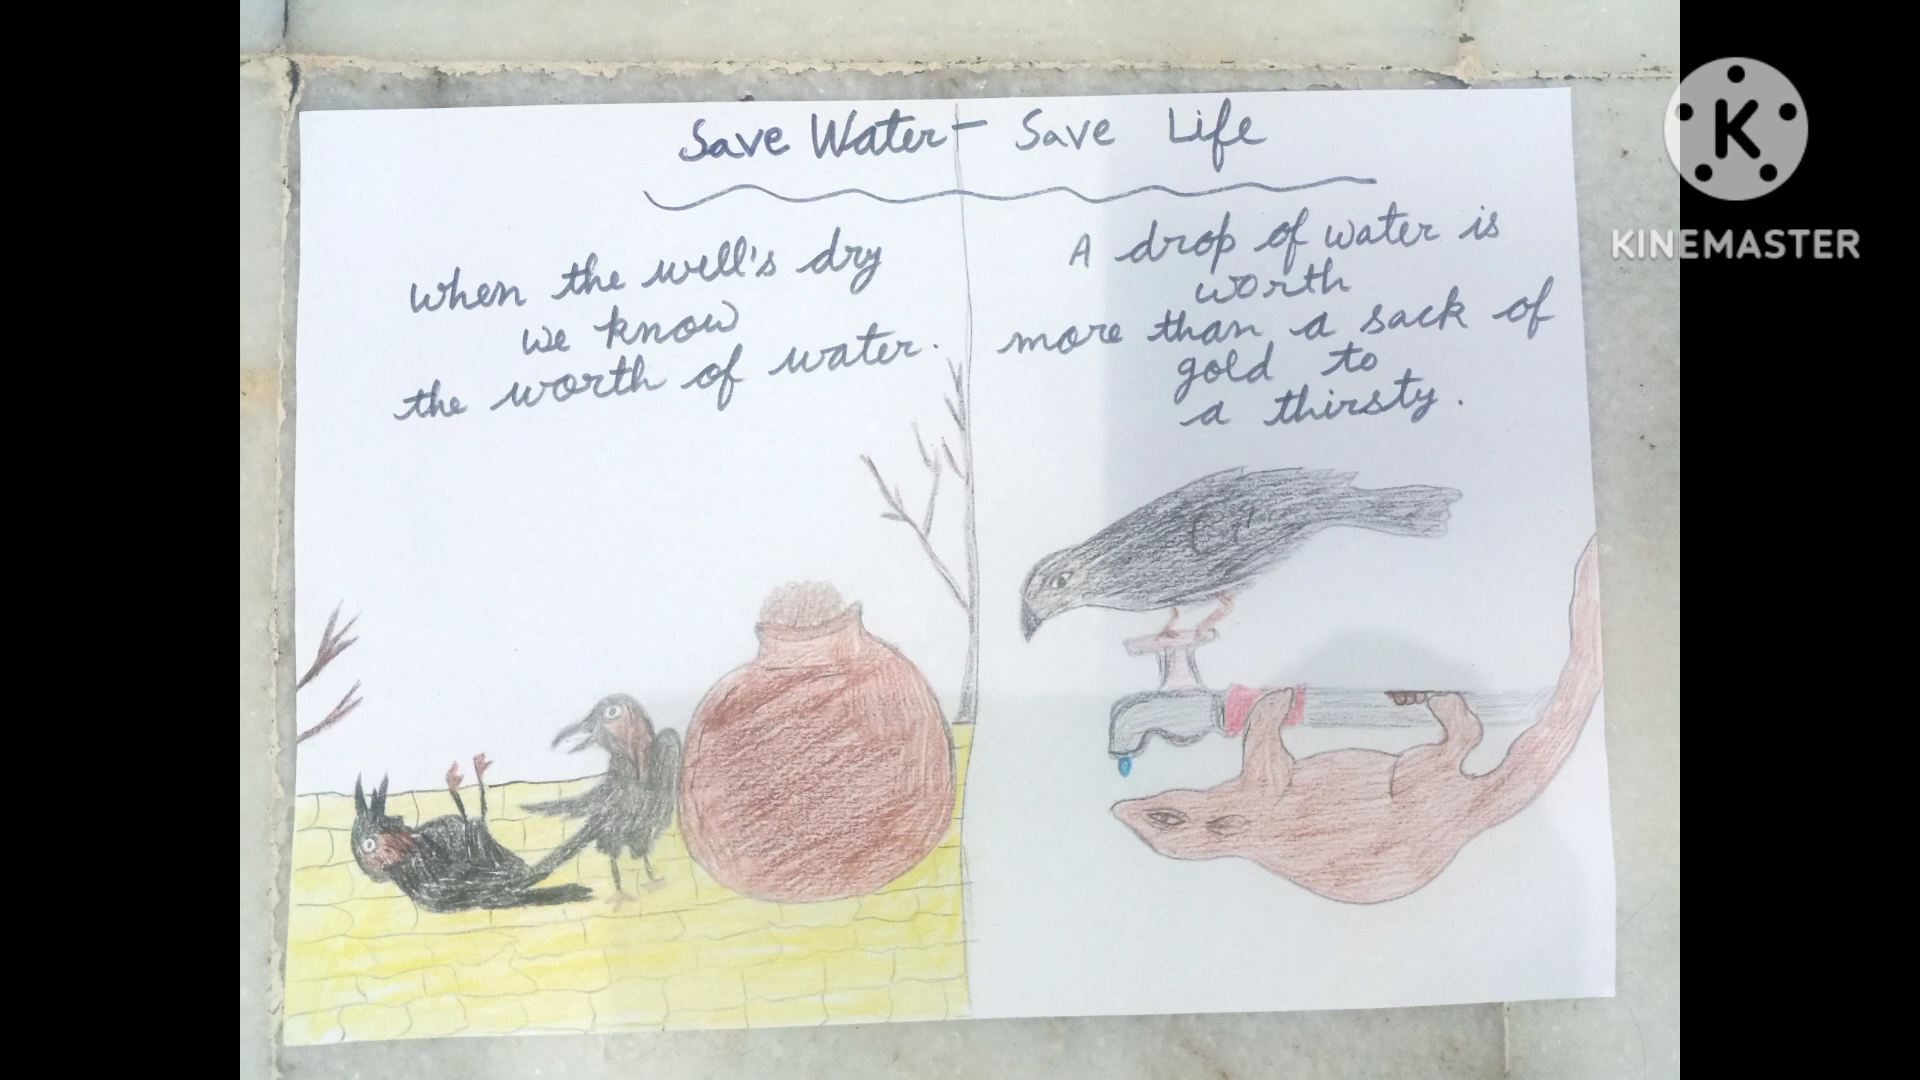 Save Water - Save Life
When the well's dry
we know
the worth of water.
A drop of water is
worth
more than a sack of
gold to
a thirsty.
KINEMASTER